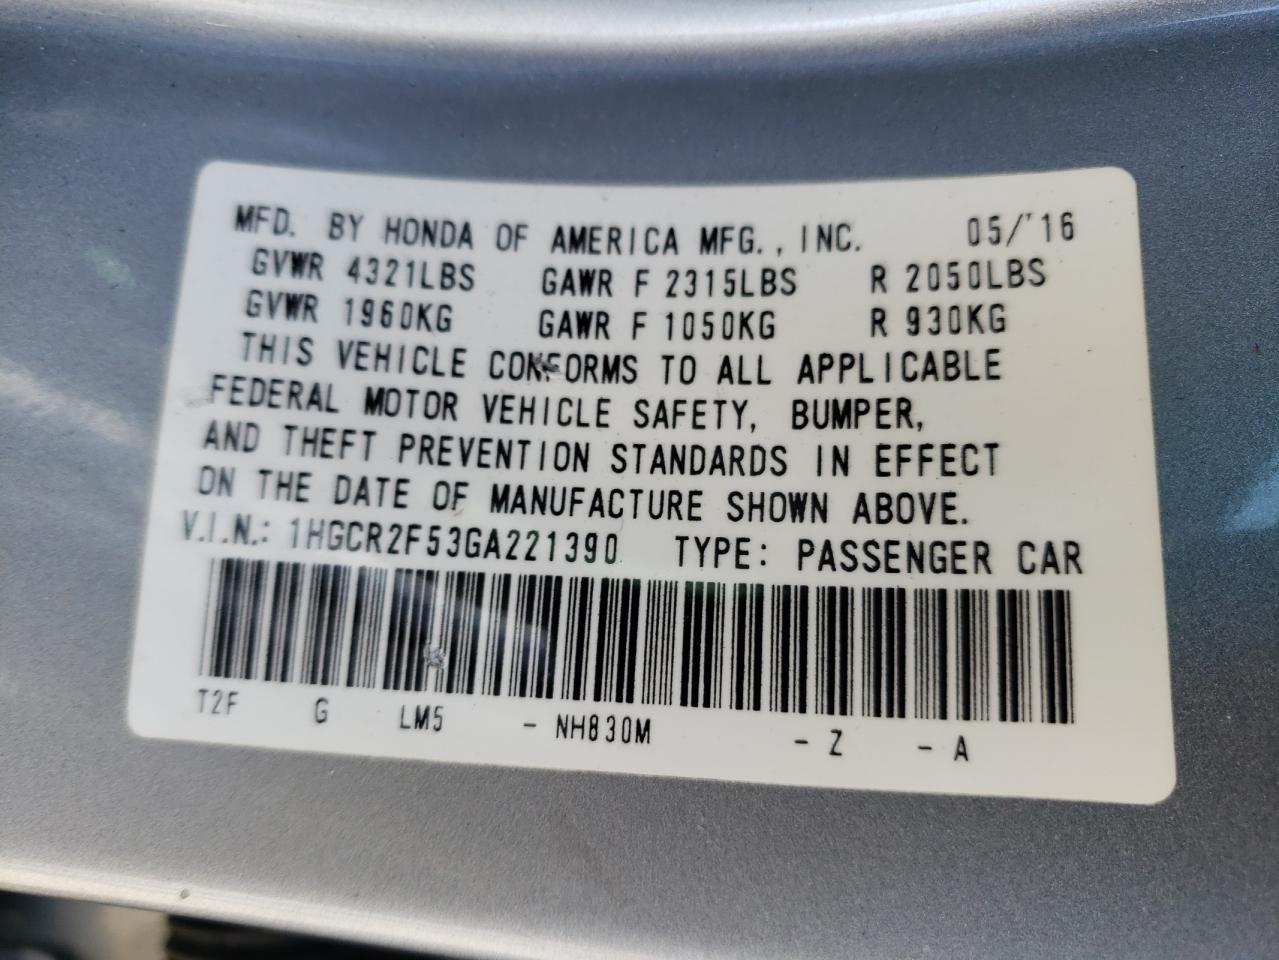 MFD. BY HONDA OF AMERICA MFG., INC. 05/'16
GVWR 4321LBS GAWR F 2315LBS R 2050LBS
GVWR 1960KG GAWR F 1050KG R 930KG
THIS VEHICLE CONFORMS TO ALL APPLICABLE
FEDERAL MOTOR VEHICLE SAFETY, BUMPER,
AND THEFT PREVENTION STANDARDS IN EFFECT
ON THE DATE OF MANUFACTURE SHOWN ABOVE.
V.I.N.: 1HGCR2F53GA221390 TYPE: PASSENGER CAR
T2F G LM5 - NH830M - Z - A